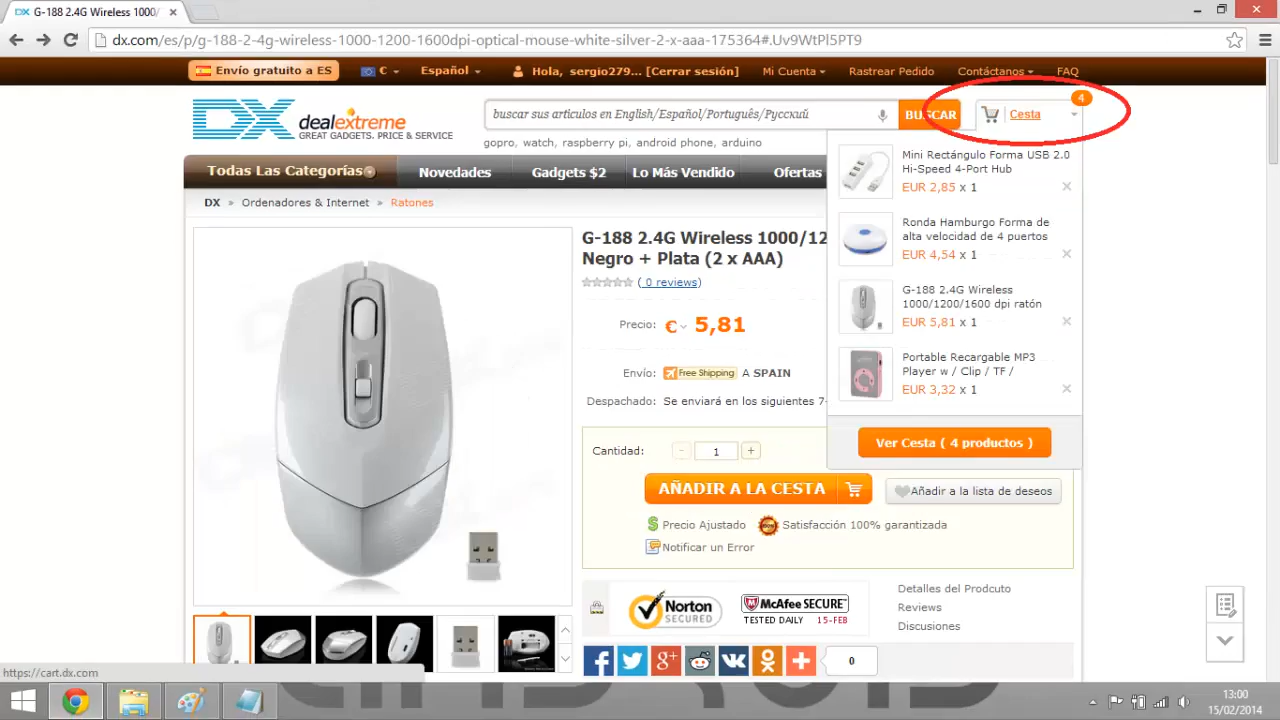 G-188 2.4G Wireless 1000/
dx.com/es/p/g-188-2-4g-wireless-1000-1200-1600dpi-optical-mouse-white-silver-2-x-aaa-175364#.Uv9WtPl5PT9
Envío gratuito a ES
€
Español
Hola, sergio279... [Cerrar sesión]
Mi Cuenta
Rastrear Pedido
Contáctanos
FAQ
DX dealextreme
GREAT GADGETS. PRICE & SERVICE
buscar sus articulos en English/Español/Português/Русский
BUSCAR
Cesta
4
gopro, watch, raspberry pi, android phone, arduino
Todas Las Categorías
Novedades
Gadgets $2
Lo Más Vendido
Ofertas
DX » Ordenadores & Internet » Ratones
Mini Rectángulo Forma USB 2.0
Hi-Speed 4-Port Hub
EUR 2,85 x 1
Ronda Hamburgo Forma de
alta velocidad de 4 puertos
EUR 4,54 x 1
G-188 2.4G Wireless
1000/1200/1600 dpi ratón
EUR 5,81 x 1
Portable Recargable MP3
Player w / Clip / TF /
EUR 3,32 x 1
Ver Cesta ( 4 productos )
G-188 2.4G Wireless 1000/12
Negro + Plata (2 x AAA)
( 0 reviews)
Precio: € 5,81
Envío: Free Shipping A SPAIN
Despachado: Se enviará en los siguientes 7-
Cantidad: - 1 +
AÑADIR A LA CESTA
Añadir a la lista de deseos
Precio Ajustado
Satisfacción 100% garantizada
Notificar un Error
Norton
SECURED
McAfee SECURE
TESTED DAILY 15-FEB
Detalles del Prodcuto
Reviews
Discusiones
0
https://cart.dx.com
13:00
15/02/2014